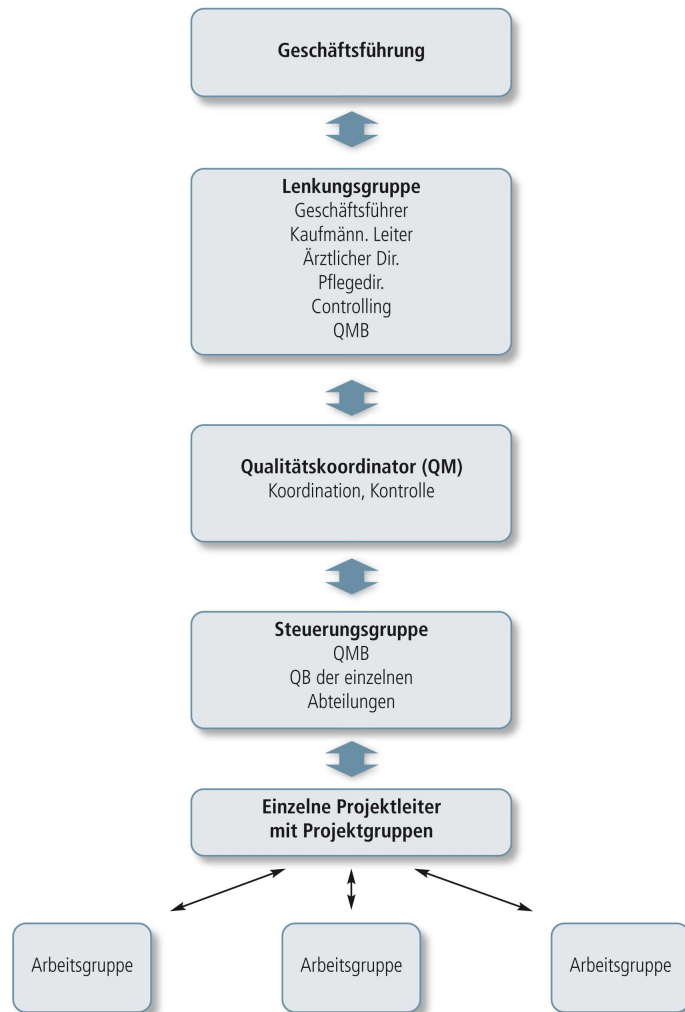 Geschäftsführung
Lenkungsgruppe
Geschäftsführer
Kaufmänn. Leiter
Ärztlicher Dir.
Pflegedir.
Controlling
QMB
Qualitätskoordinator (QM)
Koordination, Kontrolle
Steuerungsgruppe
QMB
QB der einzelnen
Abteilungen
Einzelne Projektleiter
mit Projektgruppen
Arbeitsgruppe
Arbeitsgruppe
Arbeitsgruppe